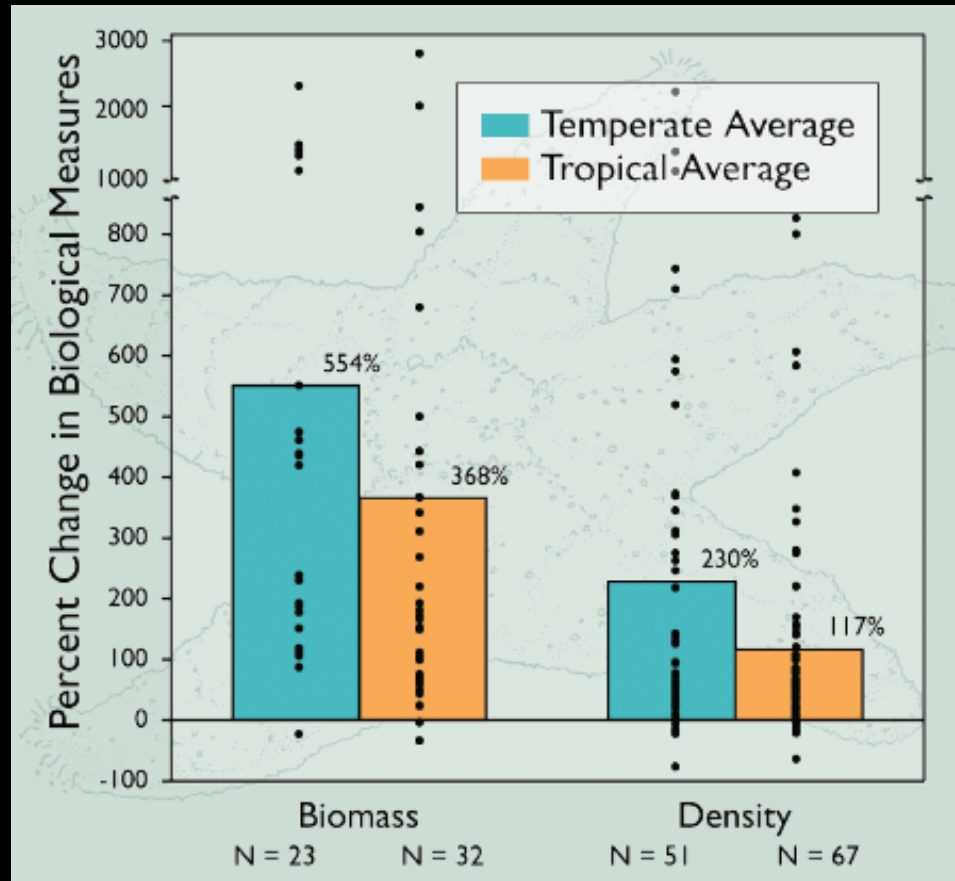 Percent Change in Biological Measures
3000
2000
1000
800
700
600
500
400
300
200
100
0
-100
Temperate Average
Tropical Average
554%
368%
230%
117%
Biomass
Density
N = 23
N = 32
N = 51
N = 67